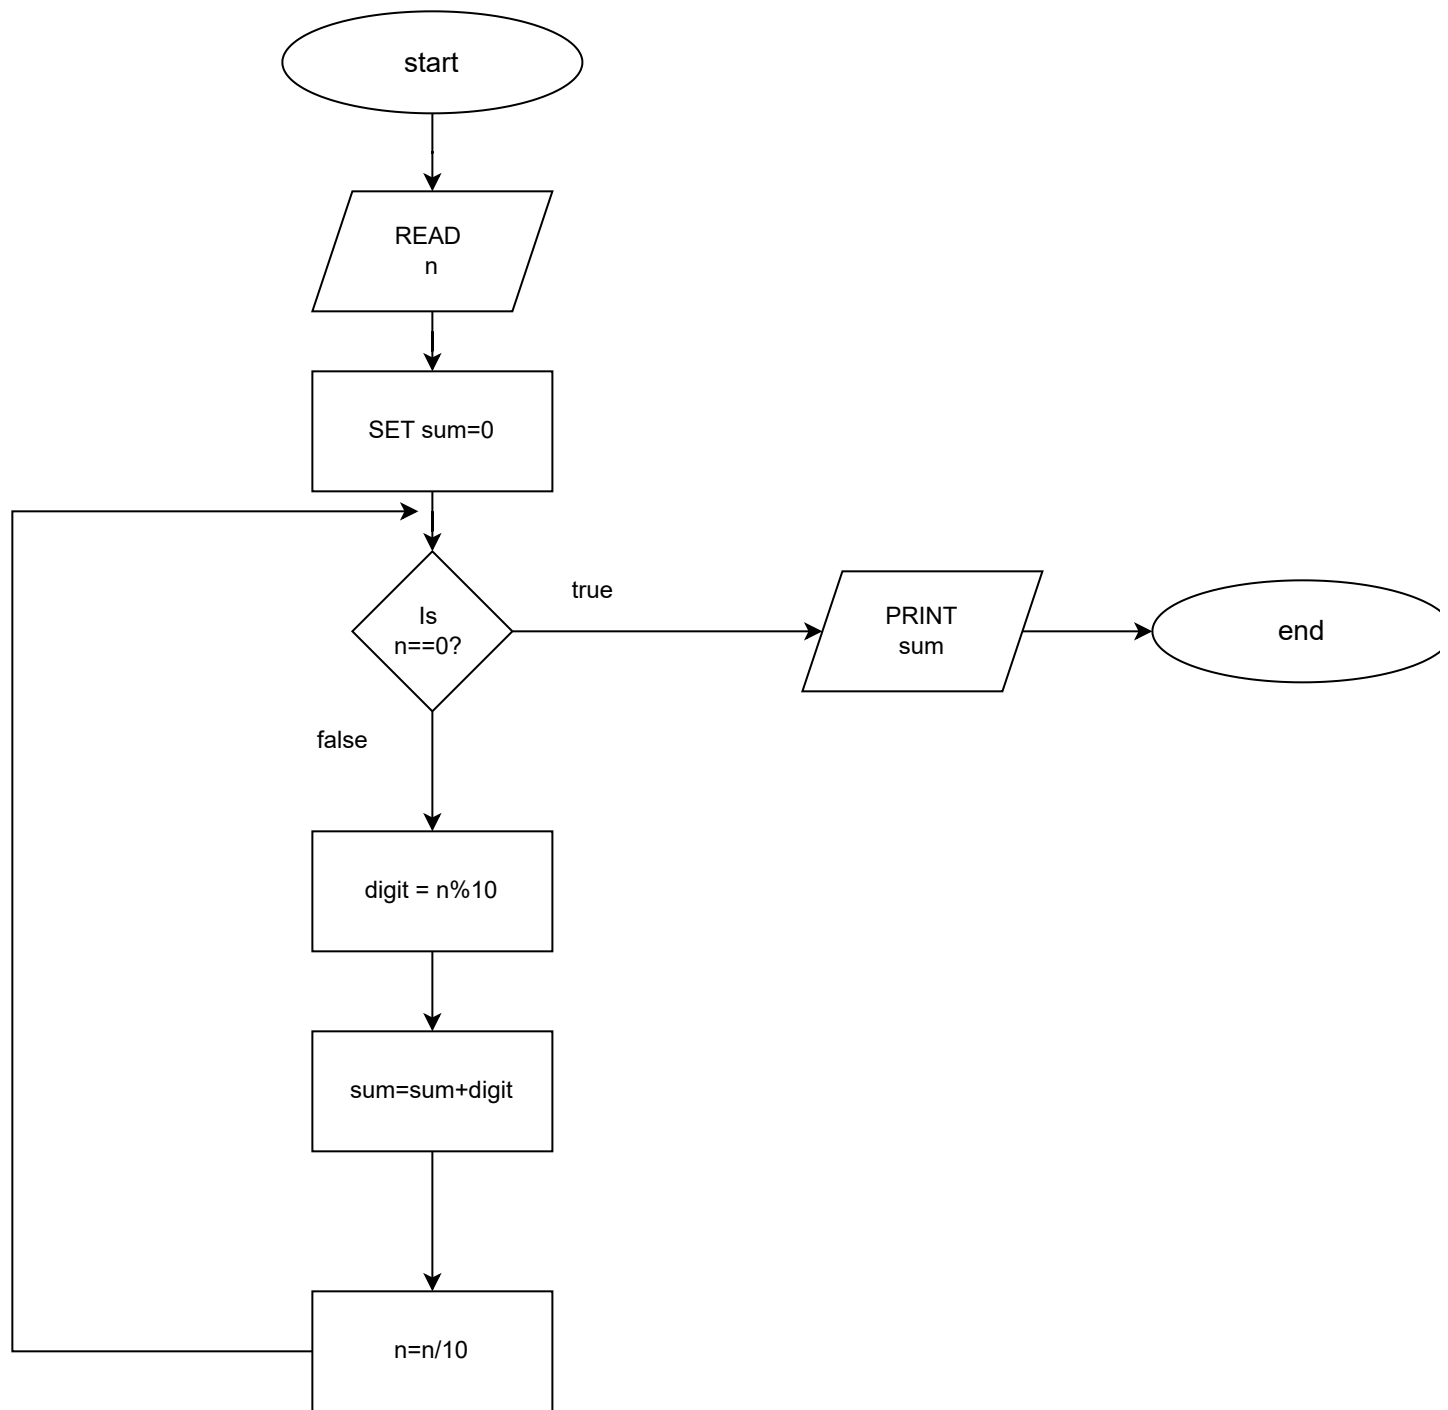 start
READ
n
SET sum=0
Is
n==0?
true
PRINT
sum
end
false
digit = n%10
sum=sum+digit
n=n/10